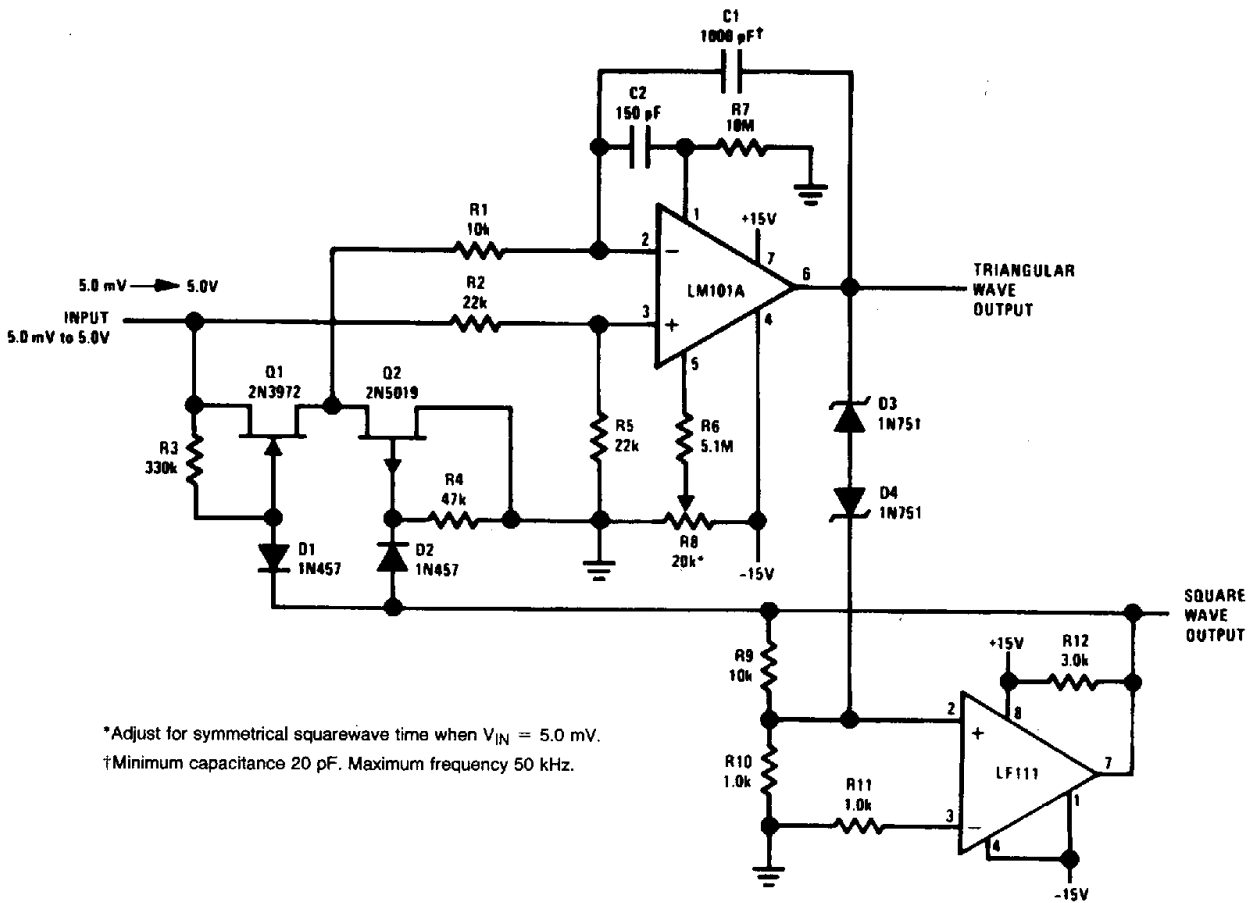 C1
1000 pF†
C2
150 pF
R7
10M
R1
10k
+15V
1
2
−
7
5.0 mV → 5.0V
R2
22k
LM101A
6
TRIANGULAR
WAVE
OUTPUT
INPUT
5.0 mV to 5.0V
3
+
4
5
Q1
2N3972
Q2
2N5019
R3
330k
R5
22k
R6
5.1M
D3
1N751
R4
47k
D4
1N751
D1
1N457
D2
1N457
R8
20k*
−15V
SQUARE
WAVE
OUTPUT
R9
10k
+15V
R12
3.0k
2
+
8
*Adjust for symmetrical squarewave time when VIN = 5.0 mV.
†Minimum capacitance 20 pF. Maximum frequency 50 kHz.
R10
1.0k
R11
1.0k
LF111
7
3
−
1
4
−15V